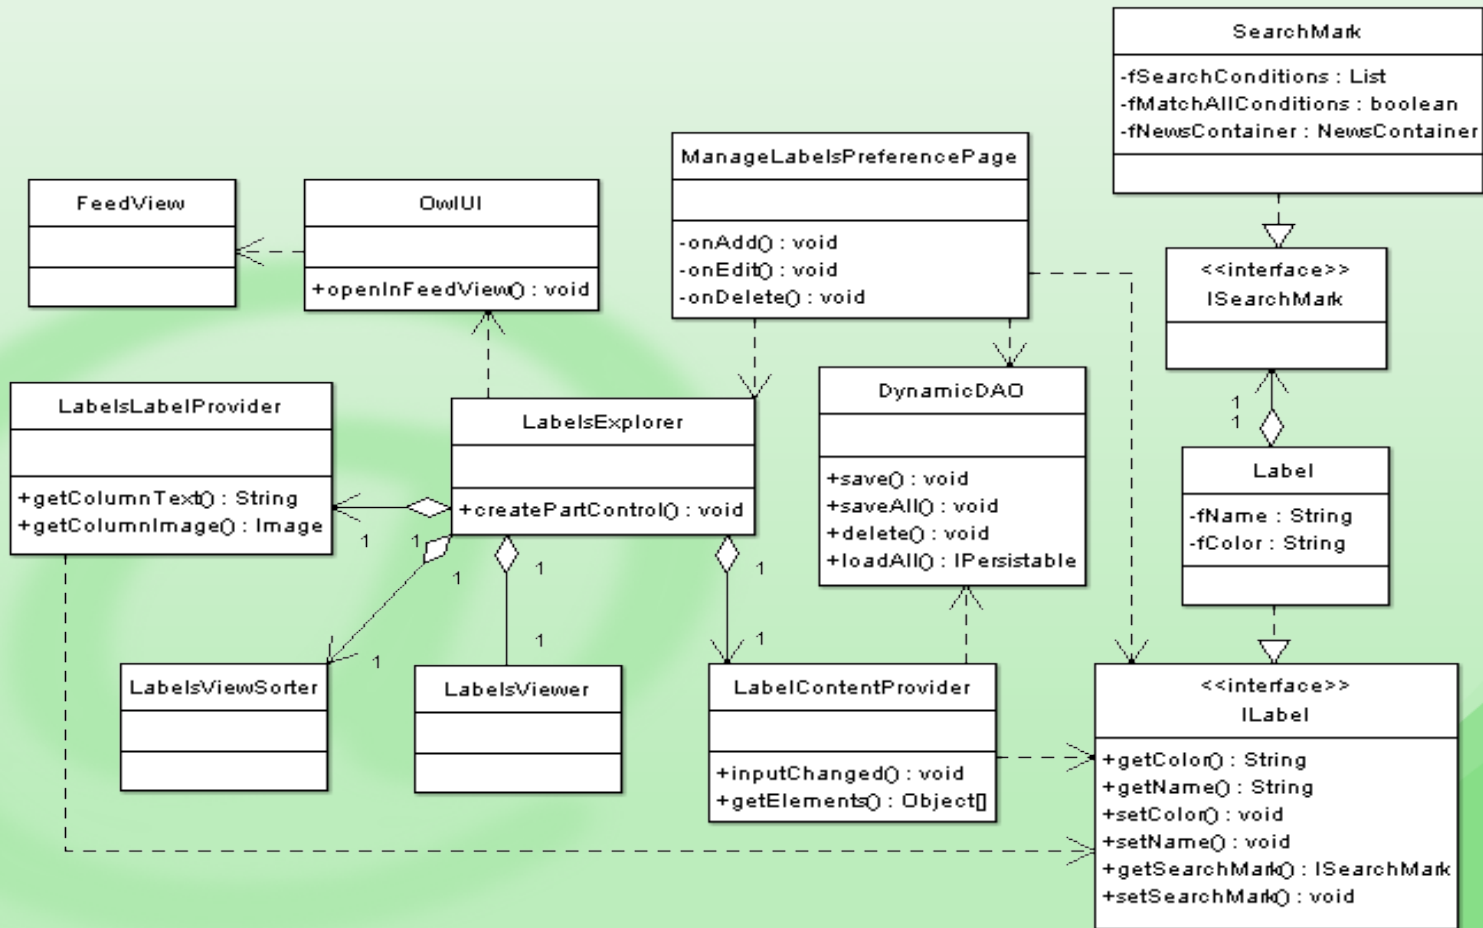 SearchMark
-fSearchConditions : List
-fMatchAllConditions : boolean
-fNewsContainer : NewsContainer
ManageLabelsPreferencePage
-onAdd() : void
-onEdit() : void
-onDelete() : void
FeedView
OwlUI
+openInFeedView() : void
<<interface>>
ISearchMark
LabelsLabelProvider
+getColumnText() : String
+getColumnImage() : Image
LabelsExplorer
+createPartControl() : void
DynamicDAO
+save() : void
+saveAll() : void
+delete() : void
+loadAll() : IPersistable
1
1
Label
-fName : String
-fColor : String
1
1
1
1
1
1
1
1
LabelsViewSorter
LabelsViewer
LabelContentProvider
+inputChanged() : void
+getElements() : Object[]
<<interface>>
ILabel
+getColor() : String
+getName() : String
+setColor() : void
+setName() : void
+getSearchMark() : ISearchMark
+setSearchMark() : void